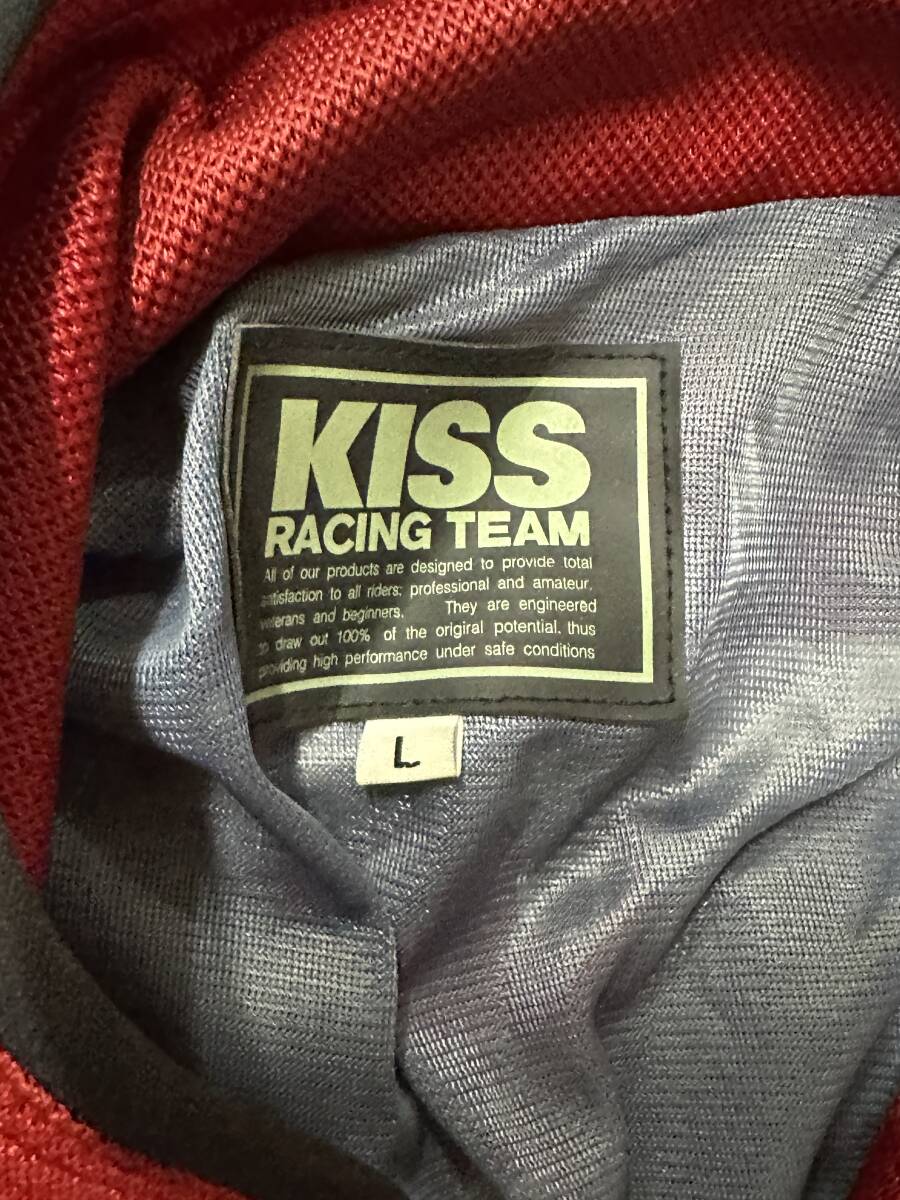 KISS
RACING TEAM
All of our products are designed to provide total
satisfaction to all riders; professional and amateur.
veterans and beginners. They are engineered
to draw out 100% of the original potential. thus
providing high performance under safe conditions
L